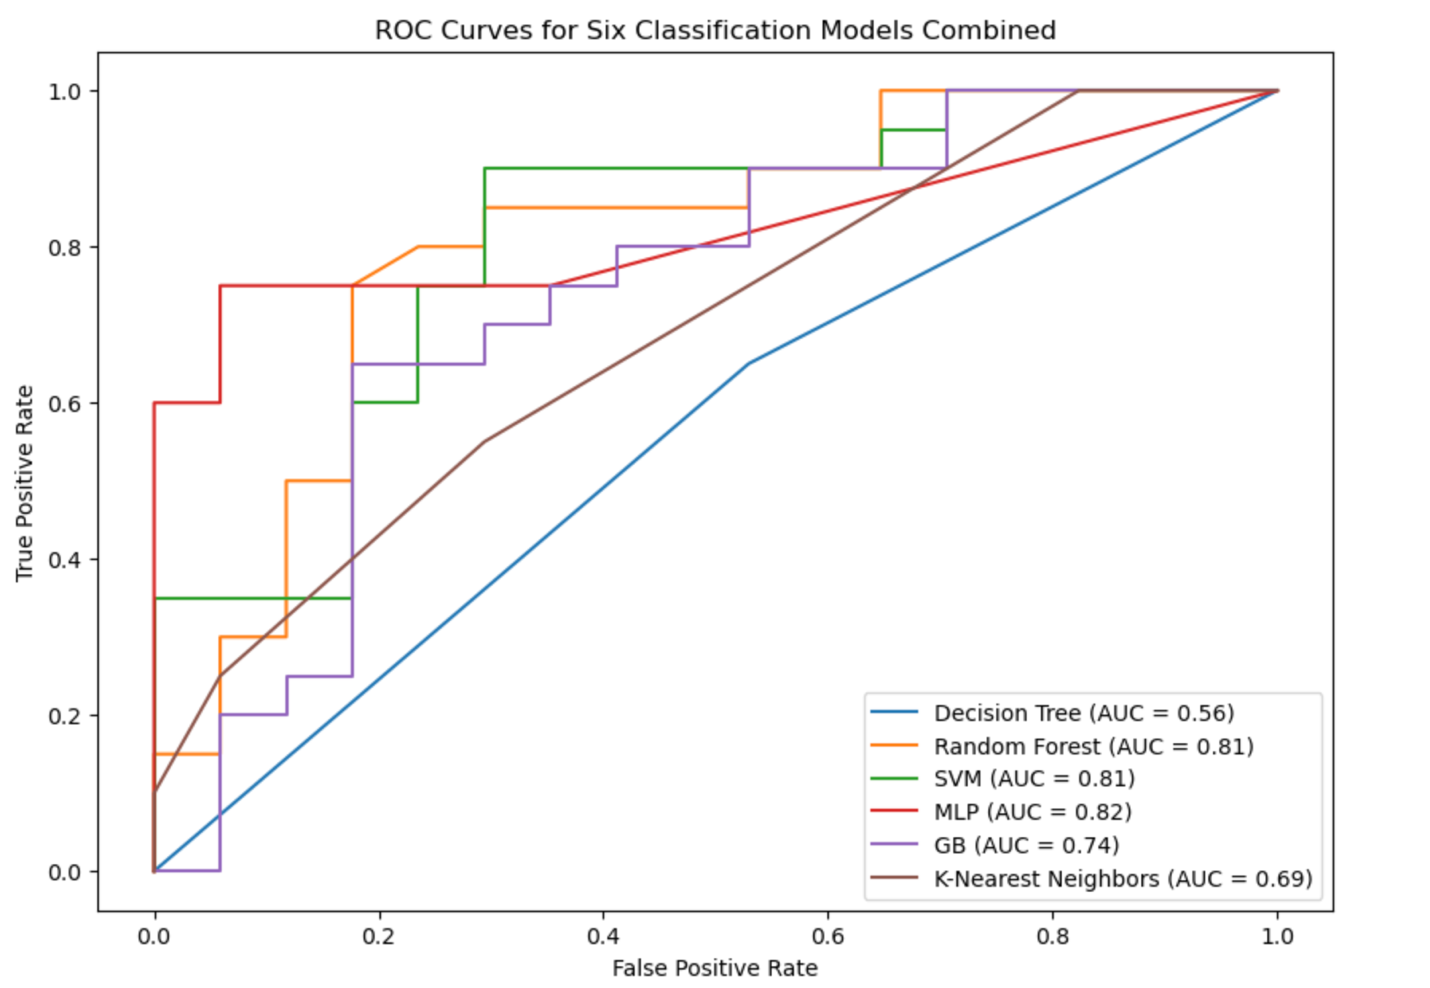 ROC Curves for Six Classification Models Combined
1.0
0.8
0.6
0.4
0.2
0.0
True Positive Rate
Decision Tree (AUC = 0.56)
Random Forest (AUC = 0.81)
SVM (AUC = 0.81)
MLP (AUC = 0.82)
GB (AUC = 0.74)
K-Nearest Neighbors (AUC = 0.69)
0.0 0.2 0.4 0.6 0.8 1.0
False Positive Rate